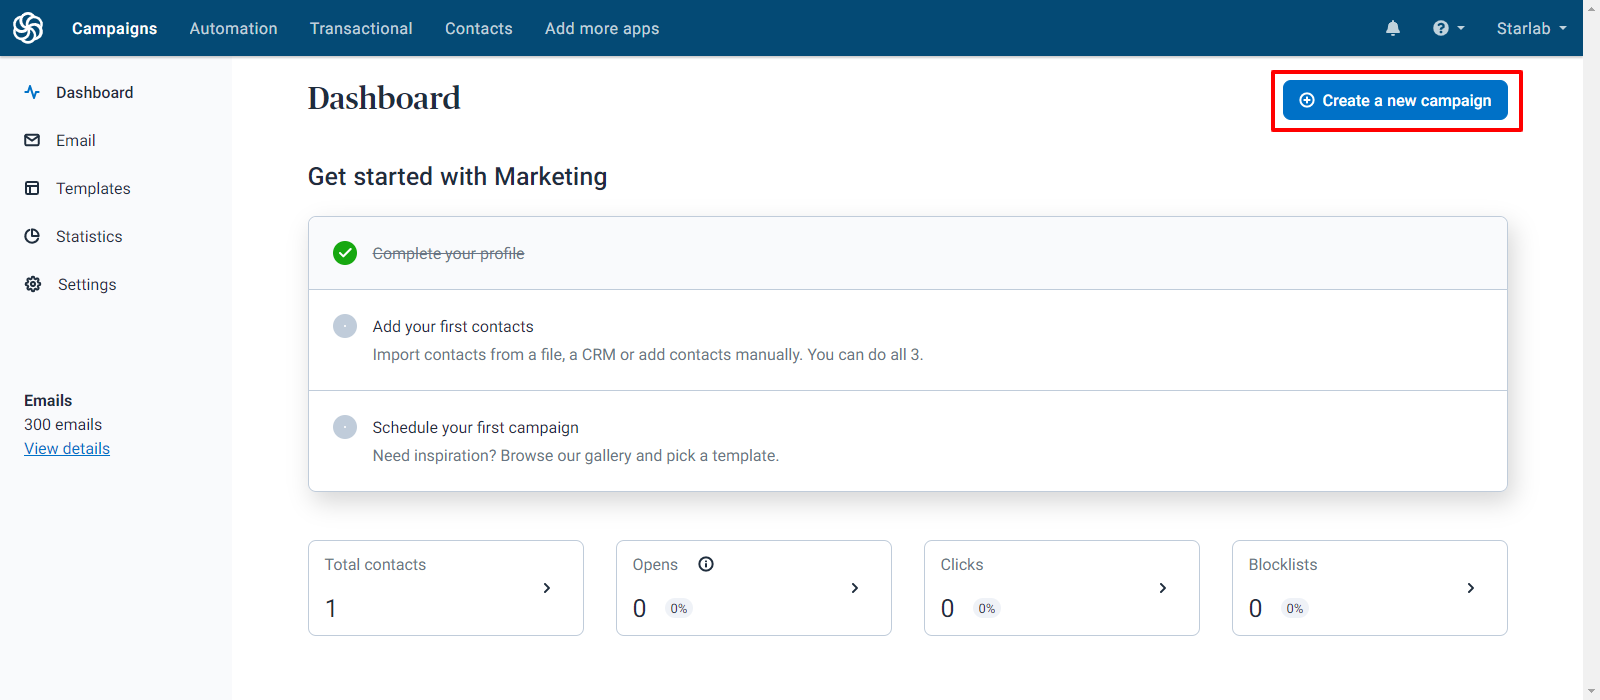 Campaigns Automation Transactional Contacts Add more apps Starlab
Dashboard
Email
Templates
Statistics
Settings
Emails
300 emails
View details
Dashboard
Create a new campaign
Get started with Marketing
Complete your profile
Add your first contacts
Import contacts from a file, a CRM or add contacts manually. You can do all 3.
Schedule your first campaign
Need inspiration? Browse our gallery and pick a template.
Total contacts
1
Opens
0 0%
Clicks
0 0%
Blocklists
0 0%